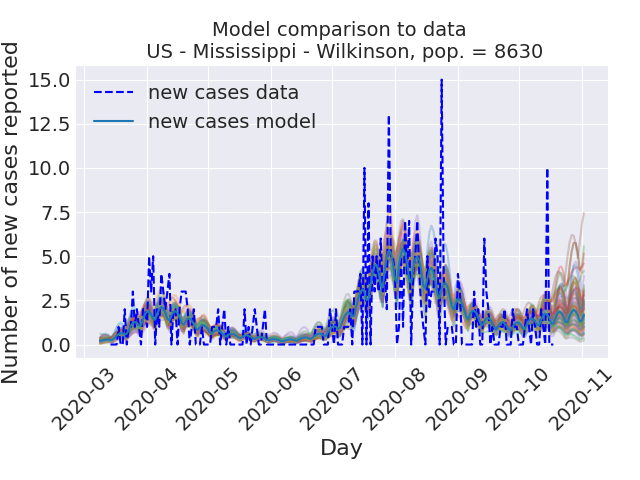 Model comparison to data
US - Mississippi - Wilkinson, pop. = 8630
Number of new cases reported
15.0
12.5
10.0
7.5
5.0
2.5
0.0
new cases data
new cases model
2020-03
2020-04
2020-05
2020-06
2020-07
2020-08
2020-09
2020-10
2020-11
Day